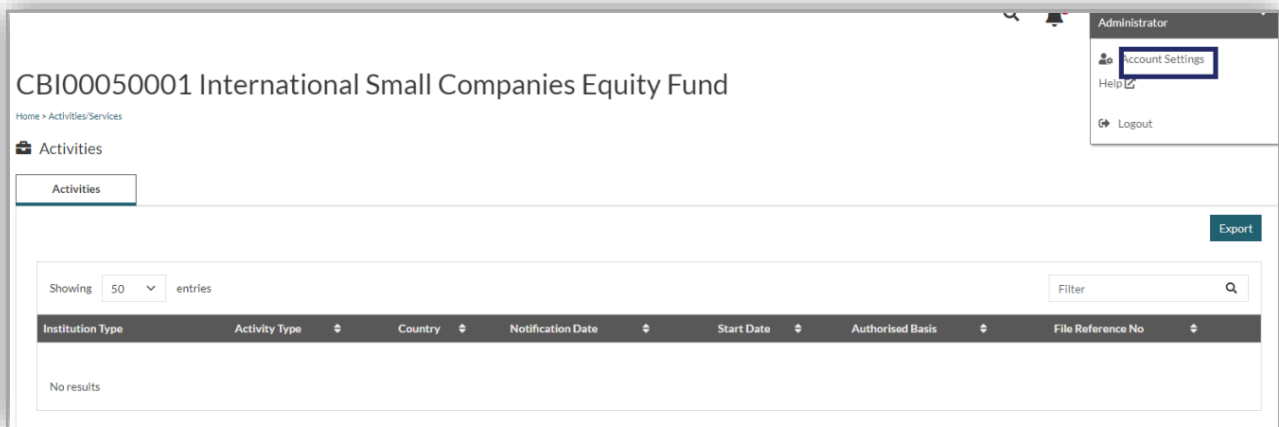 Administrator
Account Settings
Help
Logout
CBI00050001 International Small Companies Equity Fund
Home > Activities/Services
Activities
Activities
Export
Showing 50 entries
Filter
Institution Type Activity Type Country Notification Date Start Date Authorised Basis File Reference No
No results